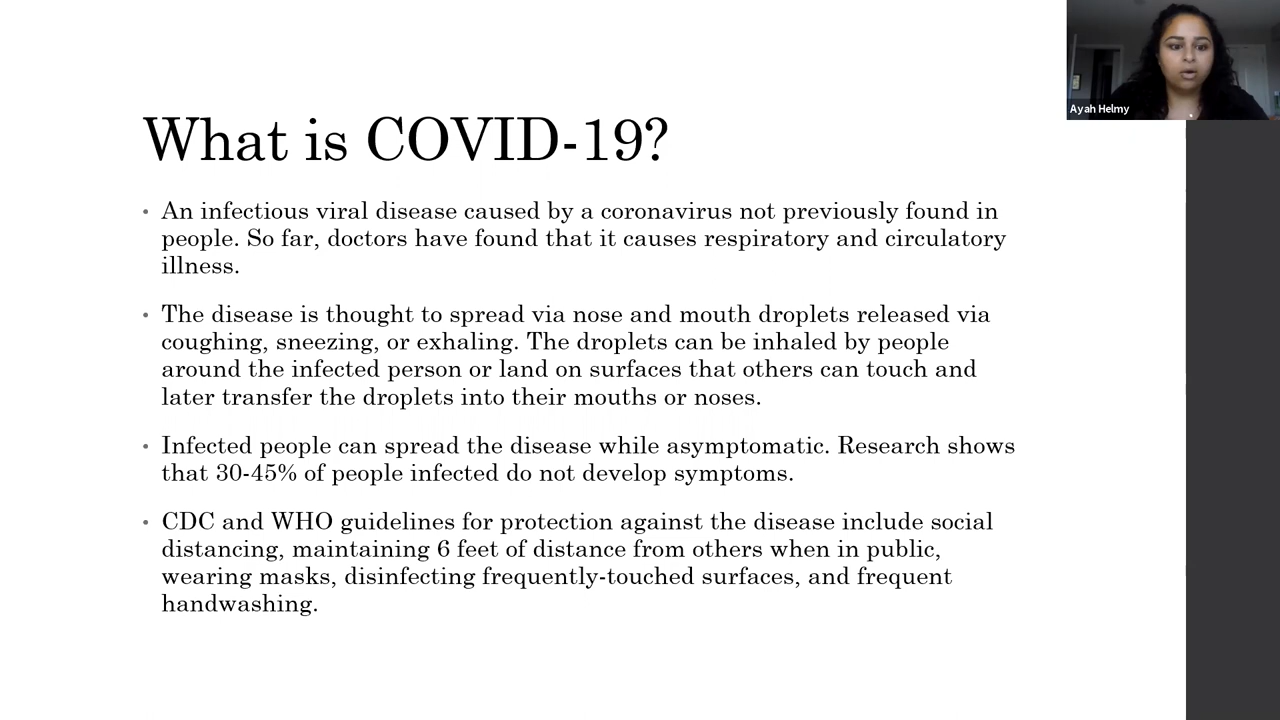 Ayah Helmy
What is COVID-19?
• An infectious viral disease caused by a coronavirus not previously found in
people. So far, doctors have found that it causes respiratory and circulatory
illness.
• The disease is thought to spread via nose and mouth droplets released via
coughing, sneezing, or exhaling. The droplets can be inhaled by people
around the infected person or land on surfaces that others can touch and
later transfer the droplets into their mouths or noses.
• Infected people can spread the disease while asymptomatic. Research shows
that 30-45% of people infected do not develop symptoms.
• CDC and WHO guidelines for protection against the disease include social
distancing, maintaining 6 feet of distance from others when in public,
wearing masks, disinfecting frequently-touched surfaces, and frequent
handwashing.